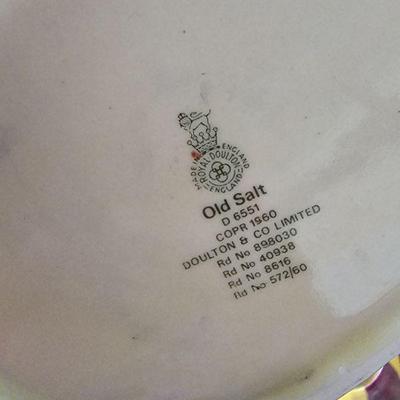 MADE IN ENGLAND
ROYAL DOULTON
ENGLAND
Old Salt
D 6551
COPR 1960
DOULTON & CO LIMITED
Rd No 898030
Rd No 40938
Rd No 8616
Rd No 572/60